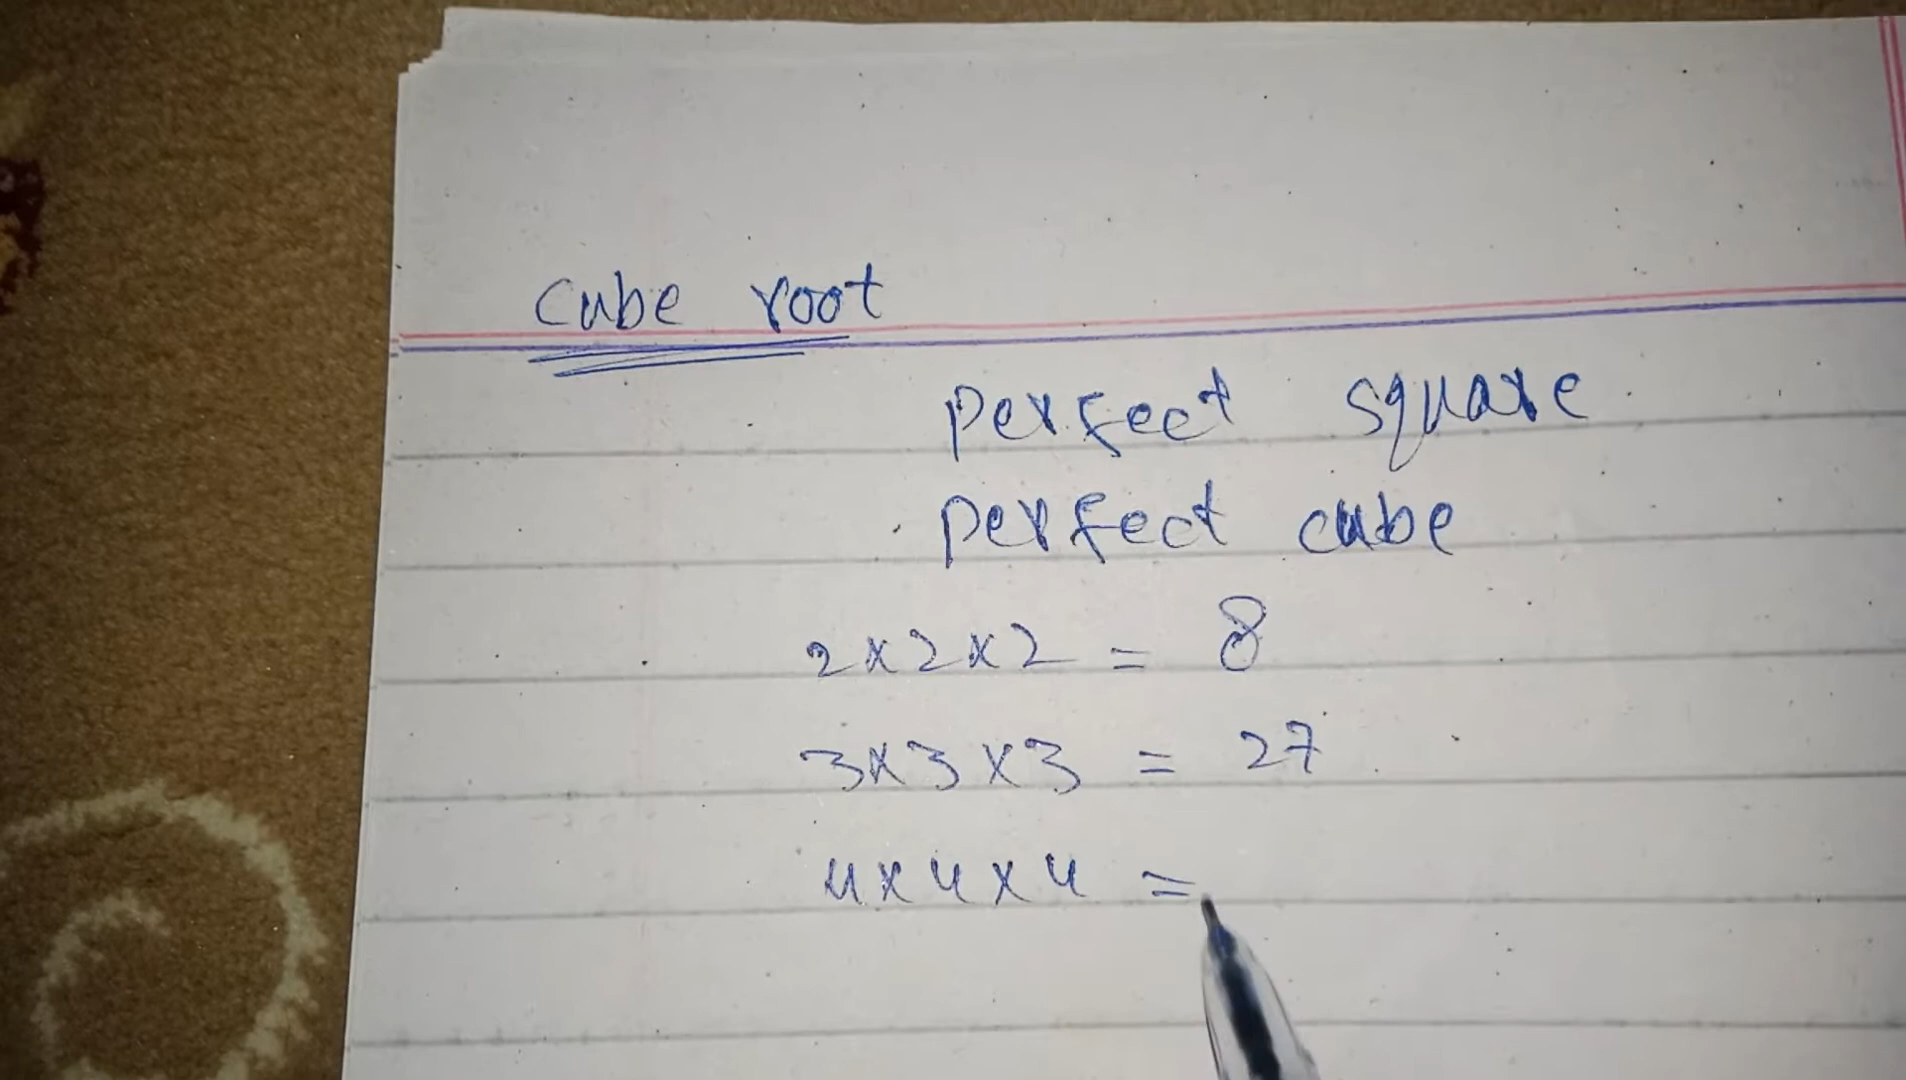 Cube root
perfect square
perfect cube
2x2x2 = 8
3x3x3 = 27
4x4x4 =